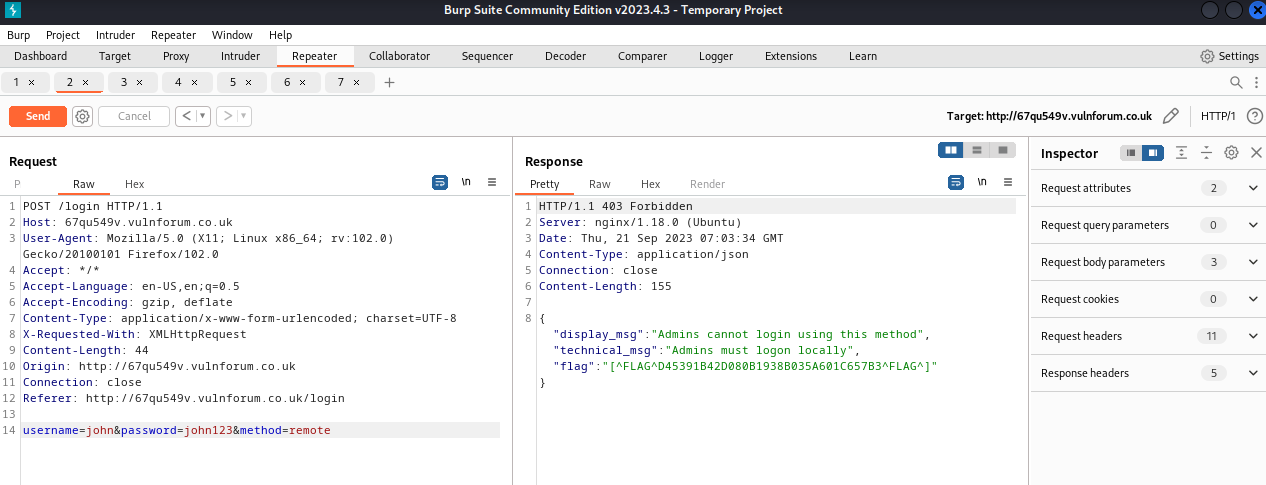 Burp Suite Community Edition v2023.4.3 - Temporary Project
Burp Project Intruder Repeater Window Help
Dashboard Target Proxy Intruder Repeater Collaborator Sequencer Decoder Comparer Logger Extensions Learn Settings
1 × 2 × 3 × 4 × 5 × 6 × 7 × +
Send Cancel < > Target: http://67qu549v.vulnforum.co.uk HTTP/1 ?
Request
P Raw Hex \n
1 POST /login HTTP/1.1
2 Host: 67qu549v.vulnforum.co.uk
3 User-Agent: Mozilla/5.0 (X11; Linux x86_64; rv:102.0)
Gecko/20100101 Firefox/102.0
4 Accept: */*
5 Accept-Language: en-US,en;q=0.5
6 Accept-Encoding: gzip, deflate
7 Content-Type: application/x-www-form-urlencoded; charset=UTF-8
8 X-Requested-With: XMLHttpRequest
9 Content-Length: 44
10 Origin: http://67qu549v.vulnforum.co.uk
11 Connection: close
12 Referer: http://67qu549v.vulnforum.co.uk/login
13
14 username=john&password=john123&method=remote
Response
Pretty Raw Hex Render \n
1 HTTP/1.1 403 Forbidden
2 Server: nginx/1.18.0 (Ubuntu)
3 Date: Thu, 21 Sep 2023 07:03:34 GMT
4 Content-Type: application/json
5 Connection: close
6 Content-Length: 155
7
8 {
"display_msg":"Admins cannot login using this method",
"technical_msg":"Admins must logon locally",
"flag":"[^FLAG^D45391B42D080B1938B035A601C657B3^FLAG^]"
}
Inspector
Request attributes 2
Request query parameters 0
Request body parameters 3
Request cookies 0
Request headers 11
Response headers 5